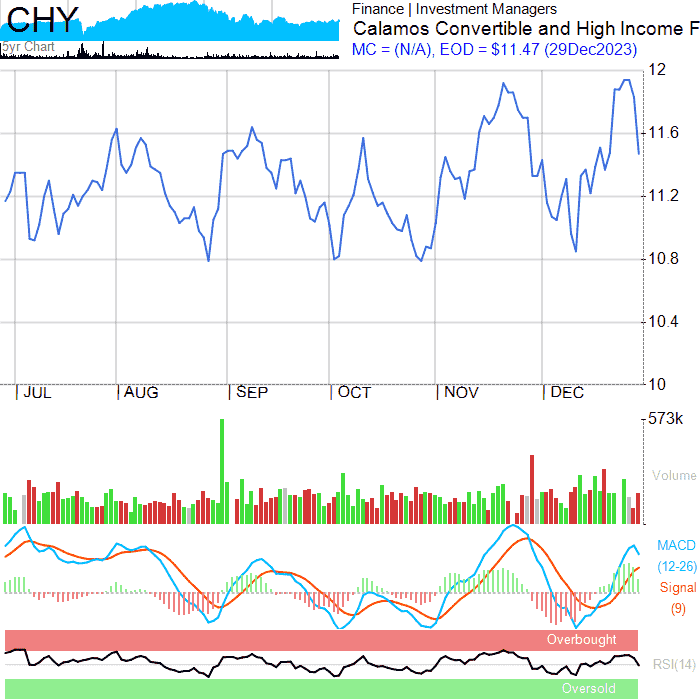 CHY
5yr Chart
Finance | Investment Managers
Calamos Convertible and High Income F
MC = (N/A), EOD = $11.47 (29Dec2023)
12
11.6
11.2
10.8
10.4
10
JUL AUG SEP OCT NOV DEC
573k
Volume
MACD
(12-26)
Signal
(9)
Overbought
RSI(14)
Oversold